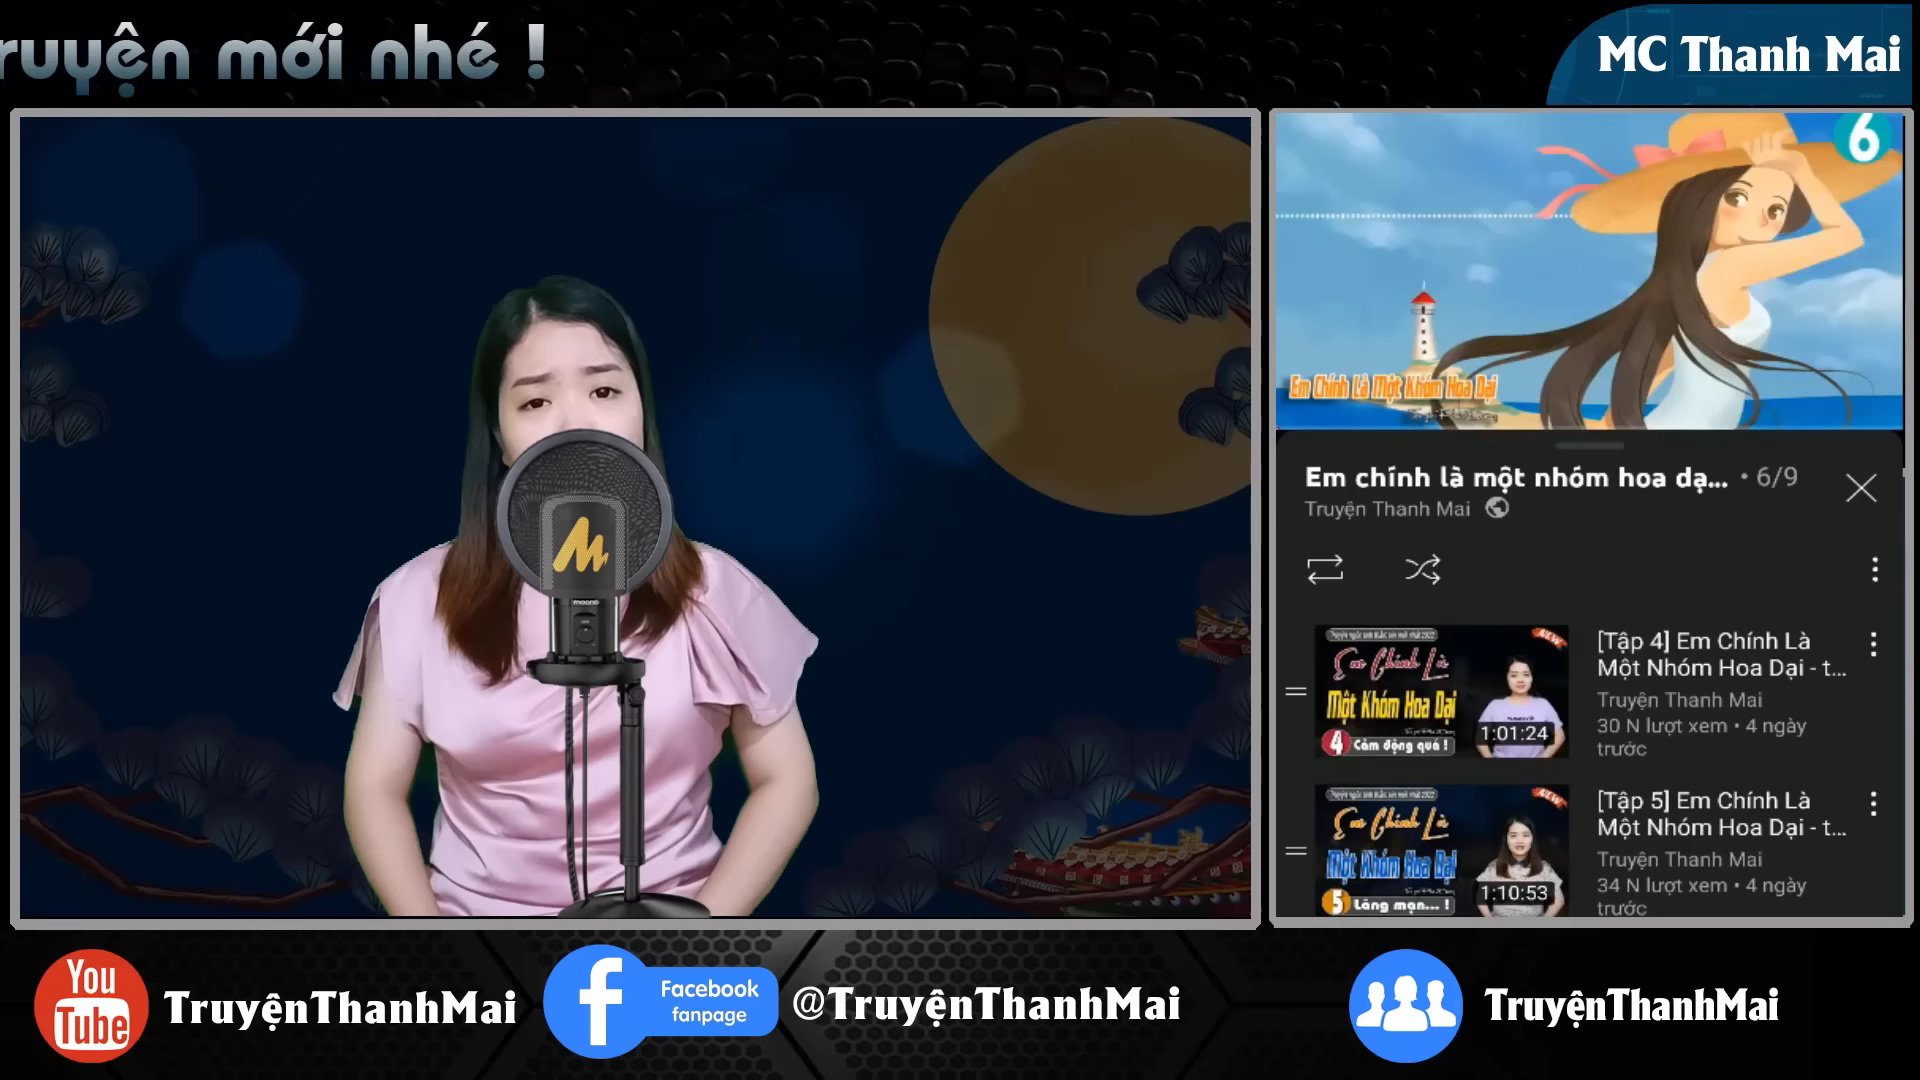 ruyện mới nhé !
MC Thanh Mai
6
Em Chính Là Một Khóm Hoa Dại
Em chính là một nhóm hoa dạ... • 6/9
Truyện Thanh Mai
[Tập 4] Em Chính Là
Một Nhóm Hoa Dại - t...
Truyện Thanh Mai
30 N lượt xem • 4 ngày
trước
Em Chính Là
Một Khóm Hoa Dại
4 Cảm động quá !
NEW
1:01:24
[Tập 5] Em Chính Là
Một Nhóm Hoa Dại - t...
Truyện Thanh Mai
34 N lượt xem • 4 ngày
trước
Em Chính Là
Một Khóm Hoa Dại
5 Lãng mạn... !
NEW
1:10:53
maono
You
Tube
TruyệnThanhMai
Facebook
fanpage
@TruyệnThanhMai
TruyệnThanhMai